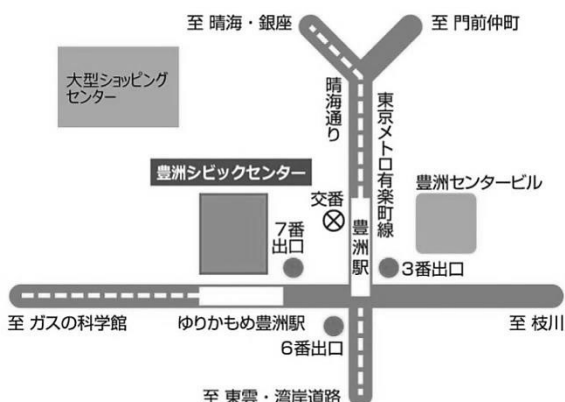 至 晴海・銀座
至 門前仲町
大型ショッピング
センター
晴海通り
東京メトロ有楽町線
豊洲シビックセンター
交番
豊洲センタービル
7番
出口
豊洲駅
3番出口
至 ガスの科学館
ゆりかもめ豊洲駅
至 枝川
6番出口
至 東雲・湾岸道路